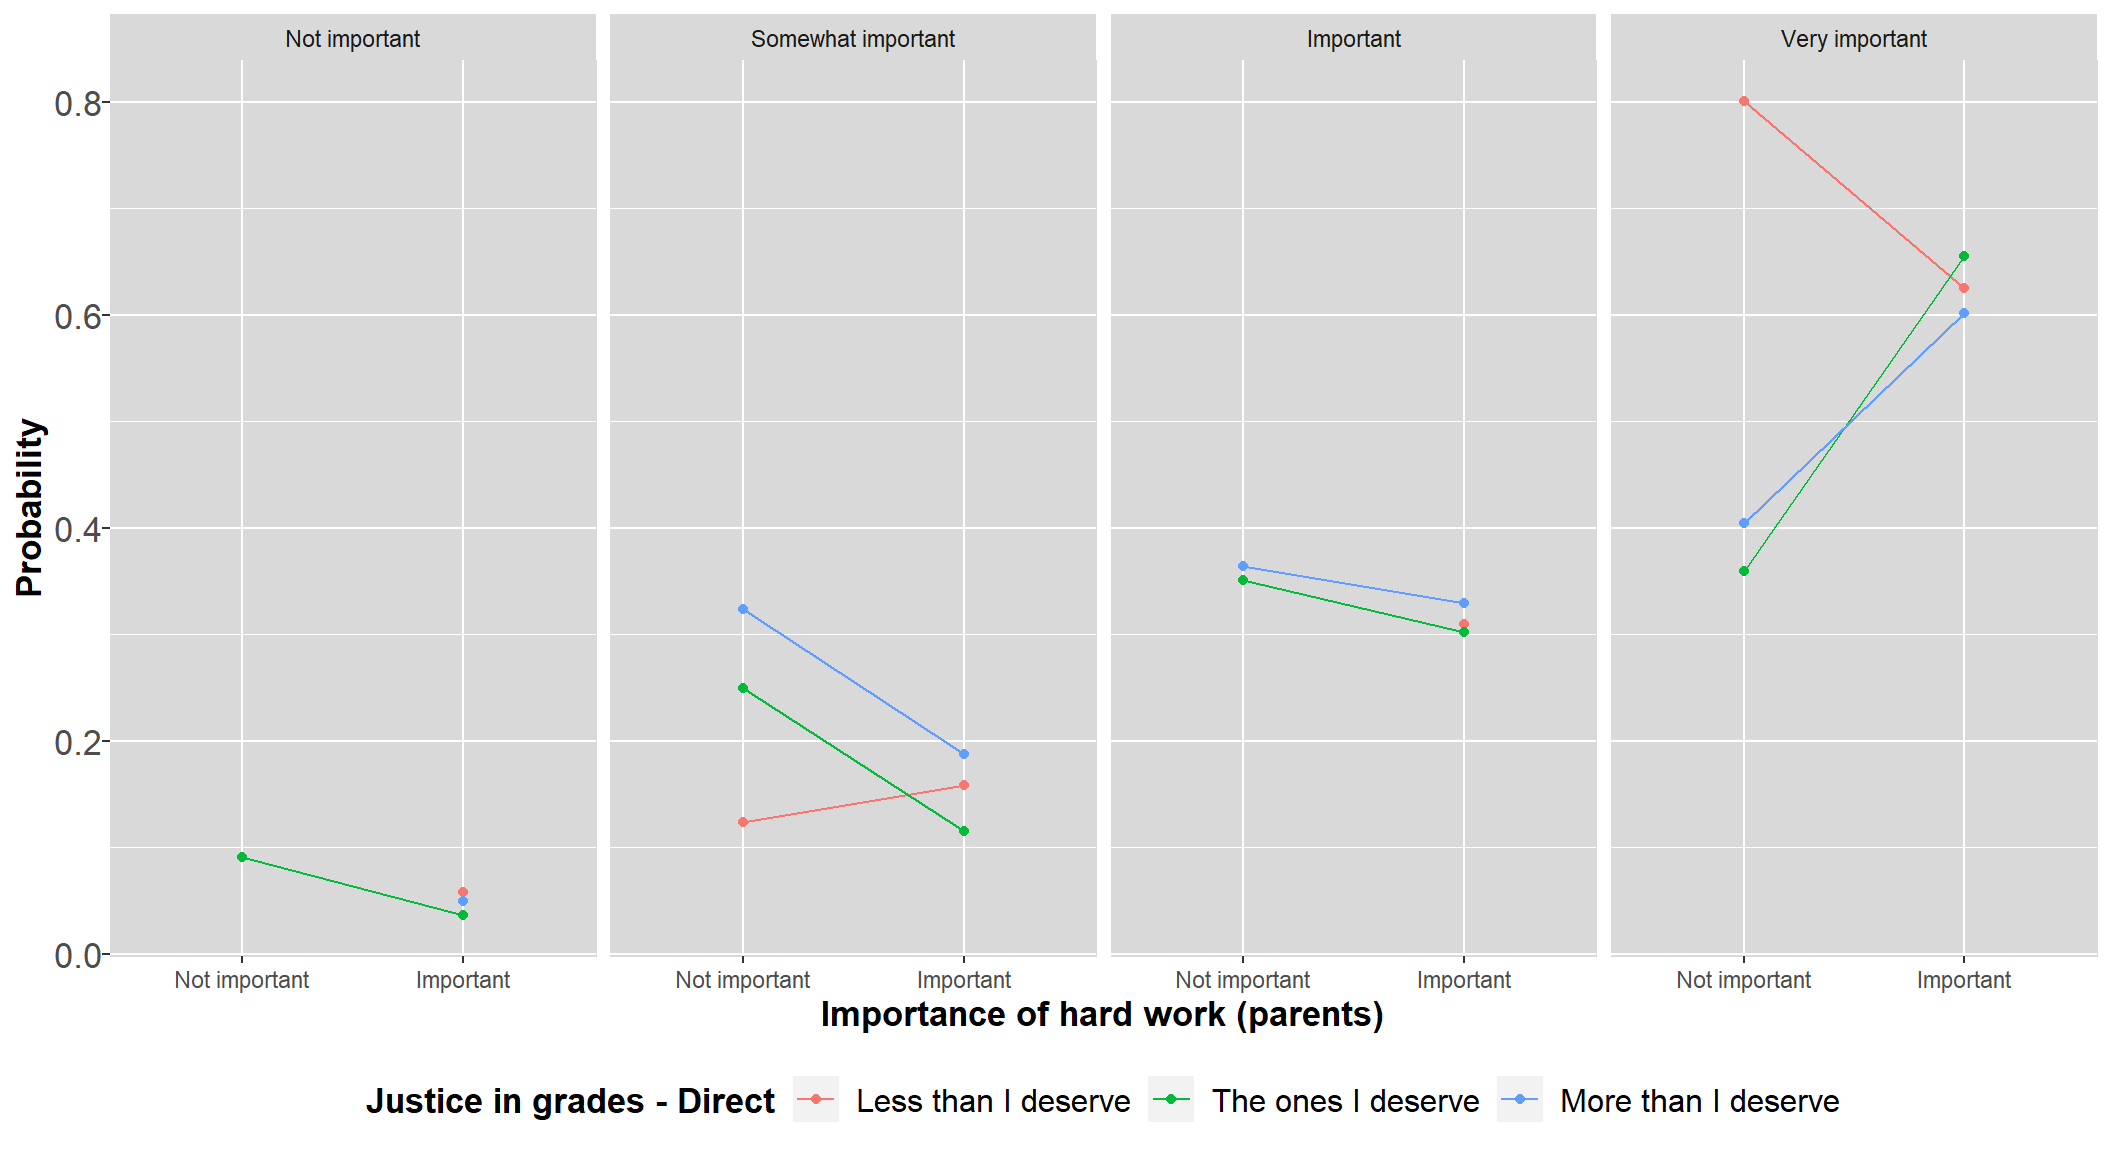 Not important Somewhat important Important Very important
0.8
0.6
0.4
0.2
0.0
Probability
Not important Important Not important Important Not important Important Not important Important
Importance of hard work (parents)
Justice in grades - Direct Less than I deserve The ones I deserve More than I deserve